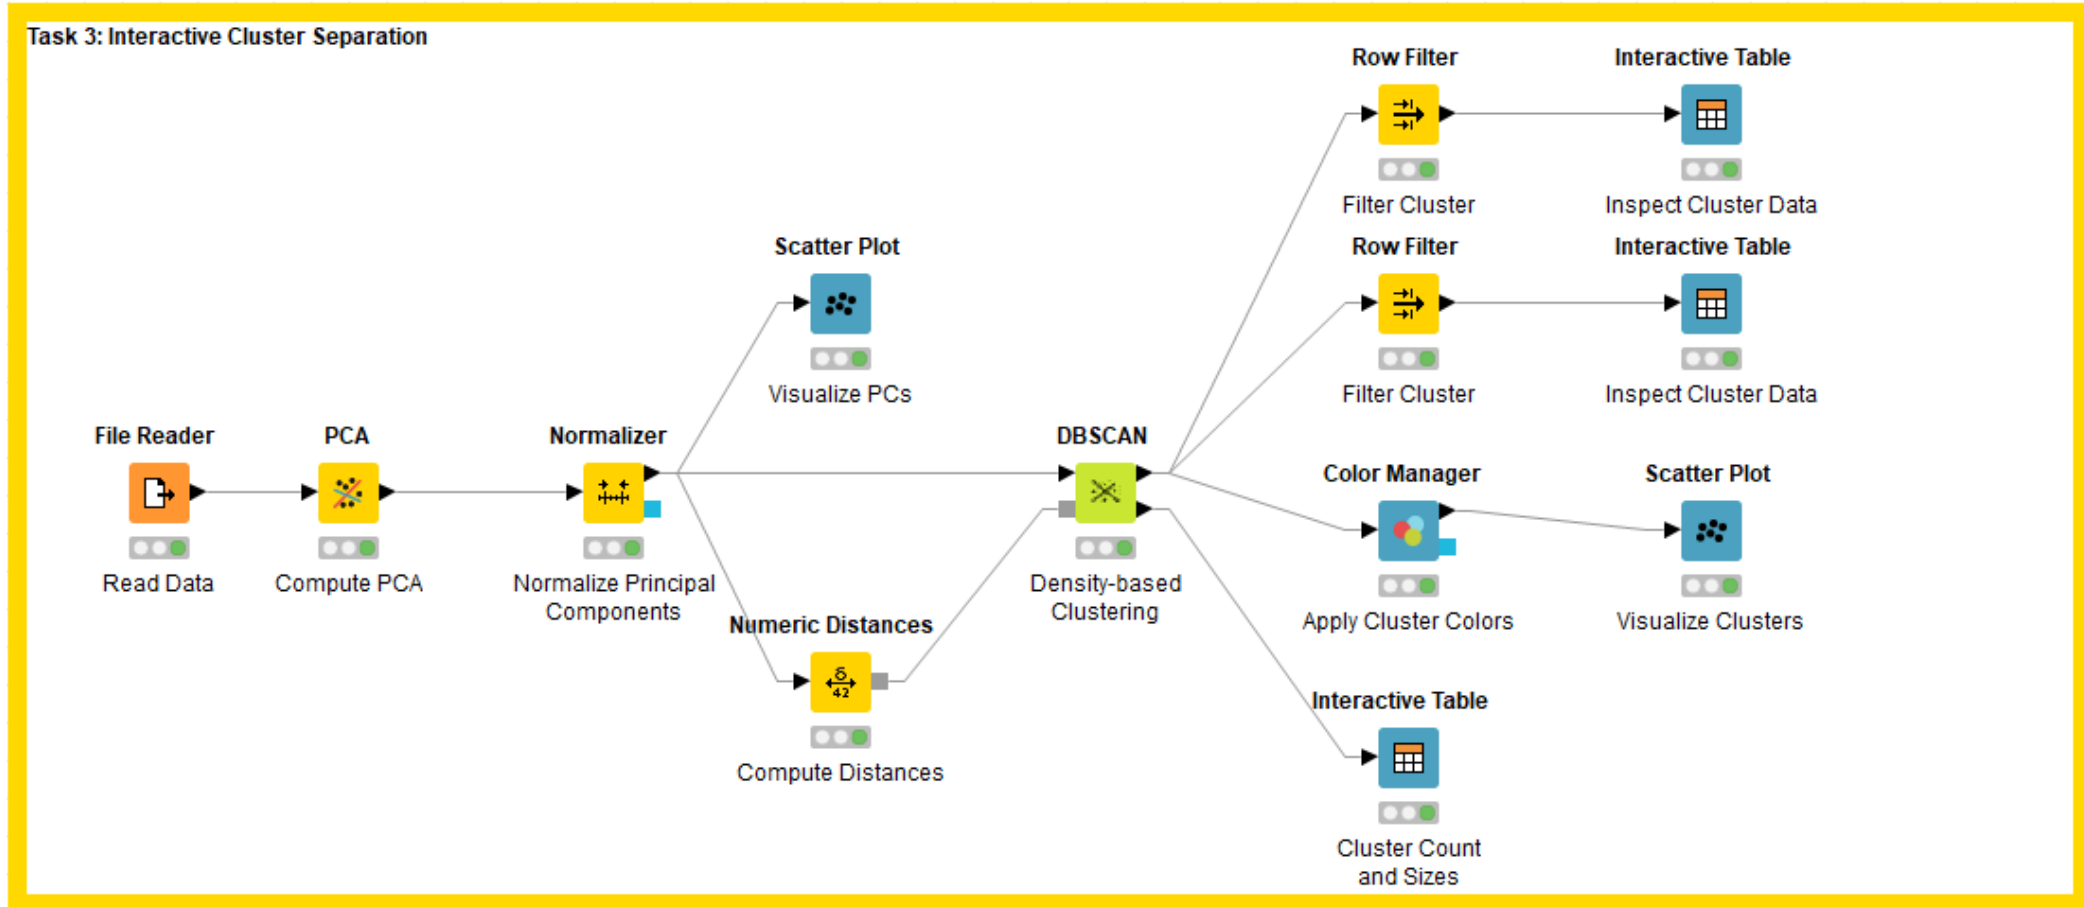 Task 3: Interactive Cluster Separation
Row Filter
Interactive Table
Filter Cluster
Inspect Cluster Data
Scatter Plot
Row Filter
Interactive Table
Visualize PCs
Filter Cluster
Inspect Cluster Data
File Reader
PCA
Normalizer
DBSCAN
Color Manager
Scatter Plot
Read Data
Compute PCA
Normalize Principal
Components
Density-based
Clustering
Apply Cluster Colors
Visualize Clusters
Numeric Distances
δ
42
Compute Distances
Interactive Table
Cluster Count
and Sizes